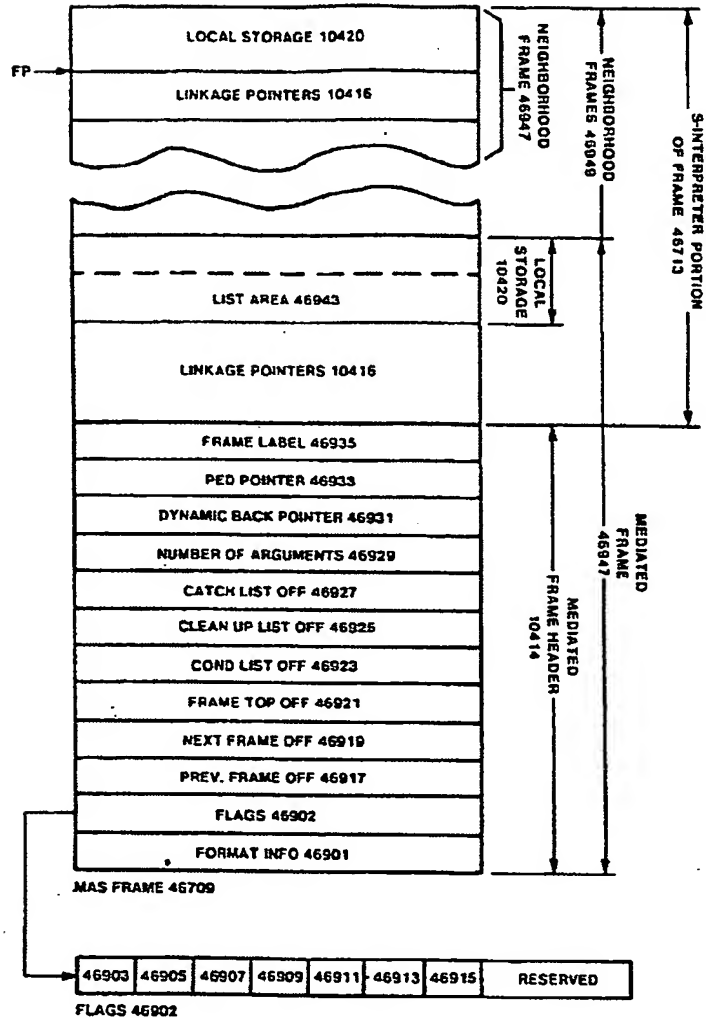 LOCAL STORAGE 10420
FP
LINKAGE POINTERS 10416
NEIGHBORHOOD
FRAME 46947
NEIGHBORHOOD
FRAMES 46949
S-INTERPRETER PORTION
OF FRAME 46713
LOCAL
STORAGE
10420
LIST AREA 46943
LINKAGE POINTERS 10416
FRAME LABEL 46935
PED POINTER 46933
DYNAMIC BACK POINTER 46931
NUMBER OF ARGUMENTS 46929
CATCH LIST OFF 46927
CLEAN UP LIST OFF 46925
COND LIST OFF 46923
FRAME TOP OFF 46921
NEXT FRAME OFF 46919
PREV. FRAME OFF 46917
FLAGS 46902
FORMAT INFO 46901
MEDIATED
FRAME HEADER
10414
MEDIATED
FRAME
46947
MAS FRAME 46709
46903 46905 46907 46909 46911 46913 46915 RESERVED
FLAGS 46902